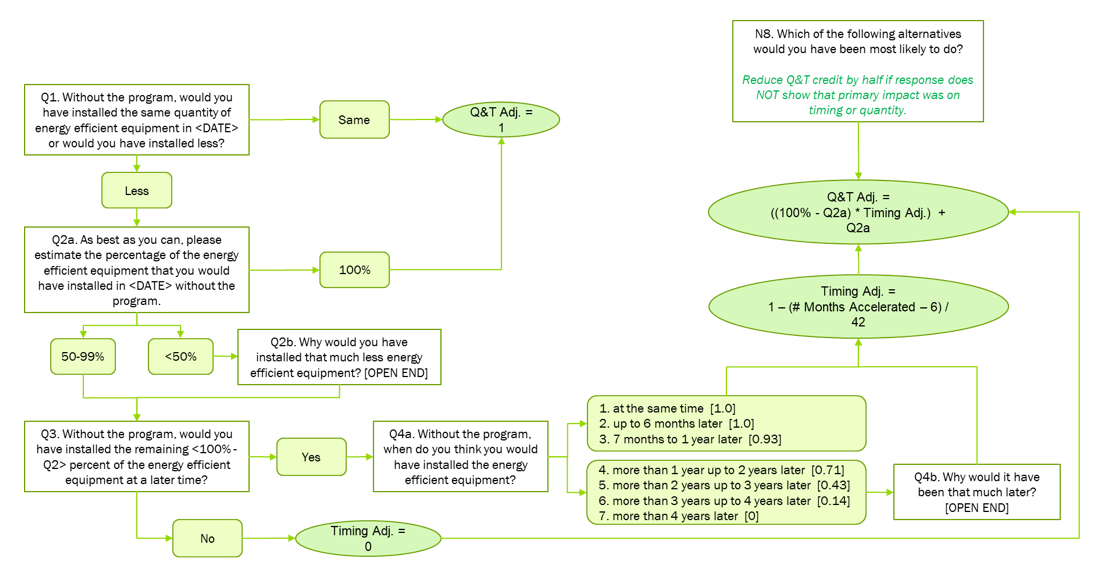 N8. Which of the following alternatives
would you have been most likely to do?
Reduce Q&T credit by half if response does
NOT show that primary impact was on
timing or quantity.
Q1. Without the program, would you
have installed the same quantity of
energy efficient equipment in <DATE>
or would you have installed less?
Same
Q&T Adj. =
1
Less
Q2a. As best as you can, please
estimate the percentage of the energy
efficient equipment that you would
have installed in <DATE> without the
program.
100%
Q&T Adj. =
((100% - Q2a) * Timing Adj.) +
Q2a
Timing Adj. =
1 – (# Months Accelerated – 6) /
42
50-99%
<50%
Q2b. Why would you have
installed that much less energy
efficient equipment? [OPEN END]
Q3. Without the program, would you
have installed the remaining <100%-
Q2> percent of the energy efficient
equipment at a later time?
Yes
Q4a. Without the program,
when do you think you would
have installed the energy
efficient equipment?
1. at the same time [1.0]
2. up to 6 months later [1.0]
3. 7 months to 1 year later [0.93]
4. more than 1 year up to 2 years later [0.71]
5. more than 2 years up to 3 years later [0.43]
6. more than 3 years up to 4 years later [0.14]
7. more than 4 years later [0]
Q4b. Why would it have
been that much later?
[OPEN END]
No
Timing Adj. =
0